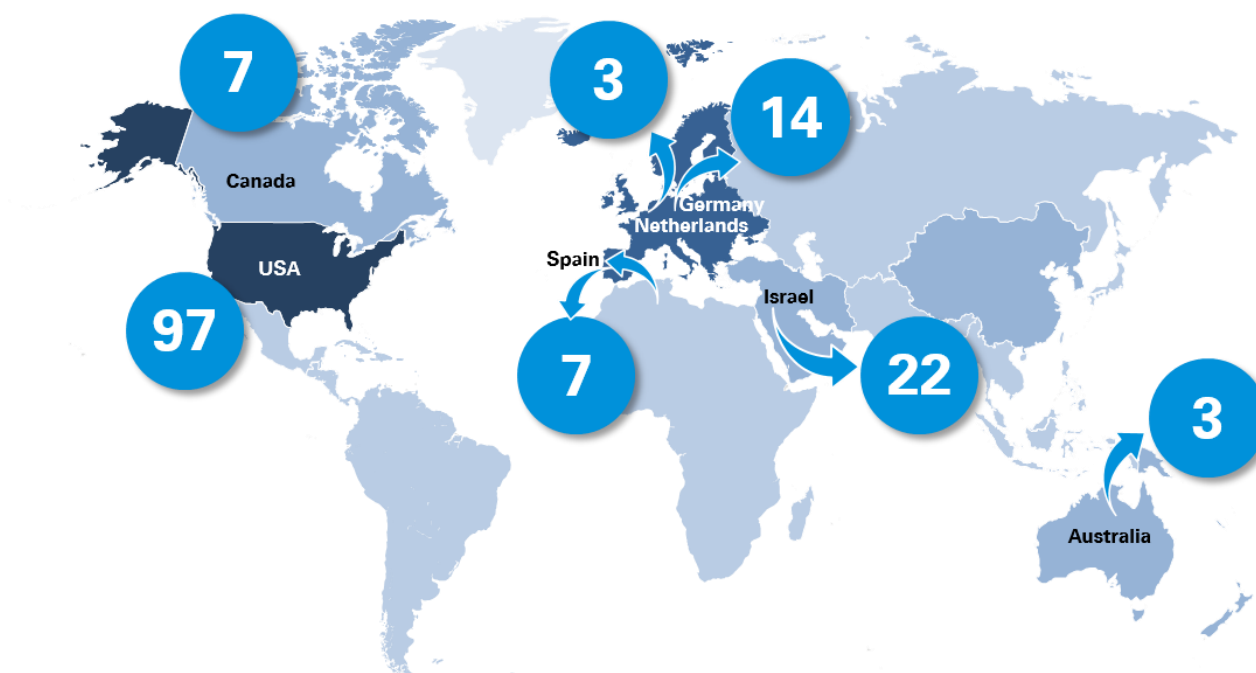 7
3
14
Canada
Germany
Netherlands
Spain
USA
Israel
97
7
22
3
Australia